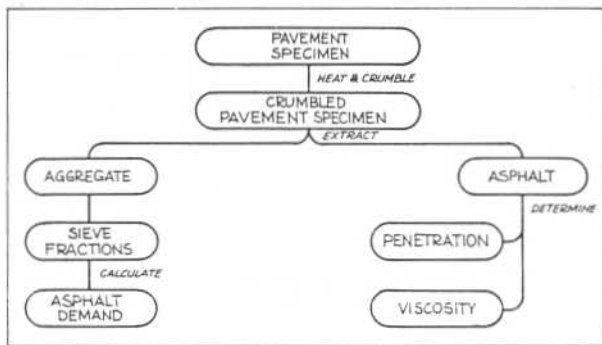 PAVEMENT
SPECIMEN
HEAT & CRUMBLE
CRUMBLED
PAVEMENT SPECIMEN
EXTRACT
AGGREGATE
ASPHALT
DETERMINE
SIEVE
FRACTIONS
PENETRATION
CALCULATE
ASPHALT
DEMAND
VISCOSITY